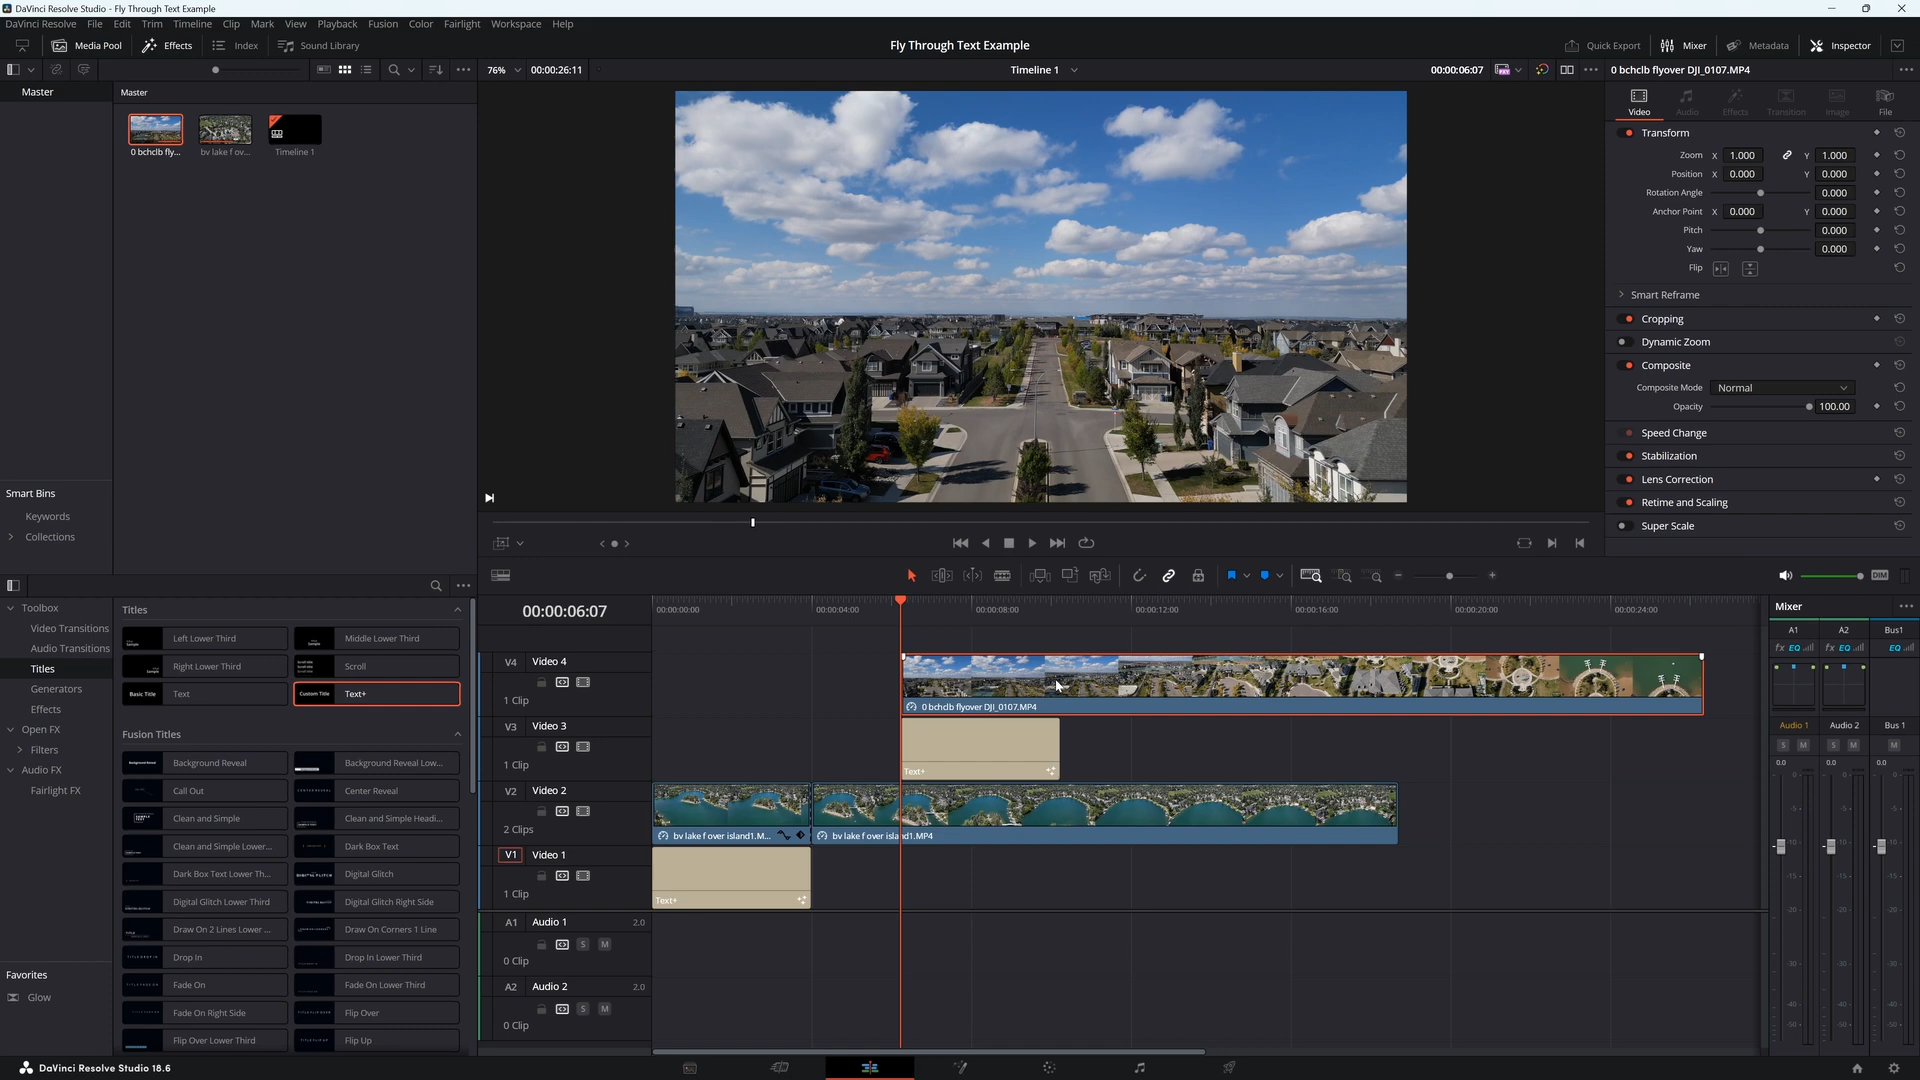 DaVinci Resolve Studio - Fly Through Text Example
DaVinci Resolve File Edit Trim Timeline Clip Mark View Playback Fusion Color Fairlight Workspace Help
Media Pool Effects Index Sound Library
Fly Through Text Example
Quick Export Mixer Metadata Inspector
76% 00:00:26:11
Timeline 1
00:00:06:07
0 bchclb flyover DJI_0107.MP4
Master
Master
0 bchclb fly...
bv lake f ov...
Timeline 1
Smart Bins
Keywords
Collections
Video Audio Effects Transition Image File
Transform
Zoom X 1.000 Y 1.000
Position X 0.000 Y 0.000
Rotation Angle 0.000
Anchor Point X 0.000 Y 0.000
Pitch 0.000
Yaw 0.000
Flip
Smart Reframe
Cropping
Dynamic Zoom
Composite
Composite Mode Normal
Opacity 100.00
Speed Change
Stabilization
Lens Correction
Retime and Scaling
Super Scale
Toolbox
Video Transitions
Audio Transitions
Titles
Generators
Effects
Open FX
Filters
Audio FX
Fairlight FX
Favorites
Glow
Titles
Left Lower Third
Middle Lower Third
Right Lower Third
Scroll
Basic Title Text
Custom Title Text+
Fusion Titles
Background Reveal
Background Reveal Low...
Call Out
Center Reveal
Clean and Simple
Clean and Simple Headi...
Clean and Simple Lower...
Dark Box Text
Dark Box Text Lower Th...
Digital Glitch
Digital Glitch Lower Third
Digital Glitch Right Side
Draw On 2 Lines Lower ...
Draw On Corners 1 Line
Drop In
Drop In Lower Third
Fade On
Fade On Lower Third
Fade On Right Side
Flip Over
Flip Over Lower Third
Flip Up
DIM
00:00:06:07
00:00:00:00 00:00:04:00 00:00:08:00 00:00:12:00 00:00:16:00 00:00:20:00 00:00:24:00
V4 Video 4
1 Clip
0 bchclb flyover DJI_0107.MP4
V3 Video 3
1 Clip
Text+
V2 Video 2
2 Clips
bv lake f over island1.M...
bv lake f over island1.MP4
V1 Video 1
1 Clip
Text+
A1 Audio 1 2.0
S M
0 Clip
A2 Audio 2 2.0
S M
0 Clip
Mixer
A1 A2 Bus1
fx EQ fx EQ EQ
Audio 1 Audio 2 Bus 1
S M S M M
0.0 0.0 0.0
DaVinci Resolve Studio 18.6